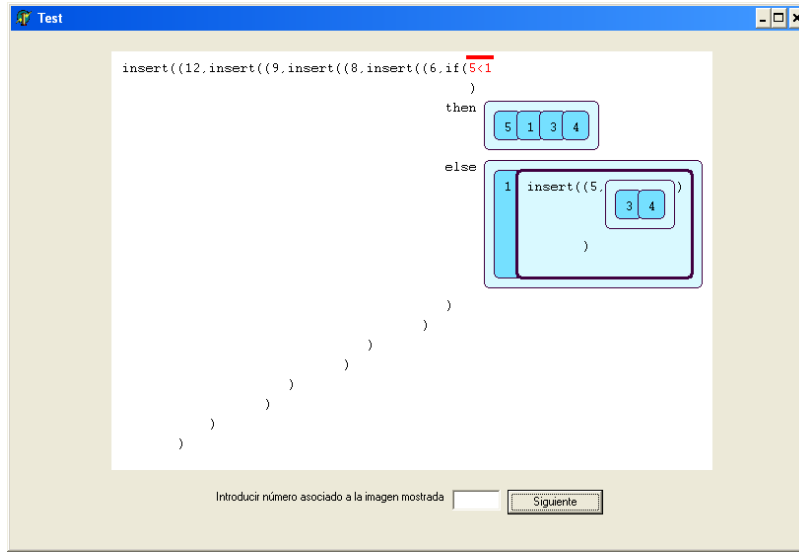 Test
insert((12,insert((9,insert((8,insert((6,if(5<1
)
then
5 1 3 4
else
1 insert((5, 3 4 )
)
)
)
)
)
)
)
)
)
Introducir número asociado a la imagen mostrada
Siguiente